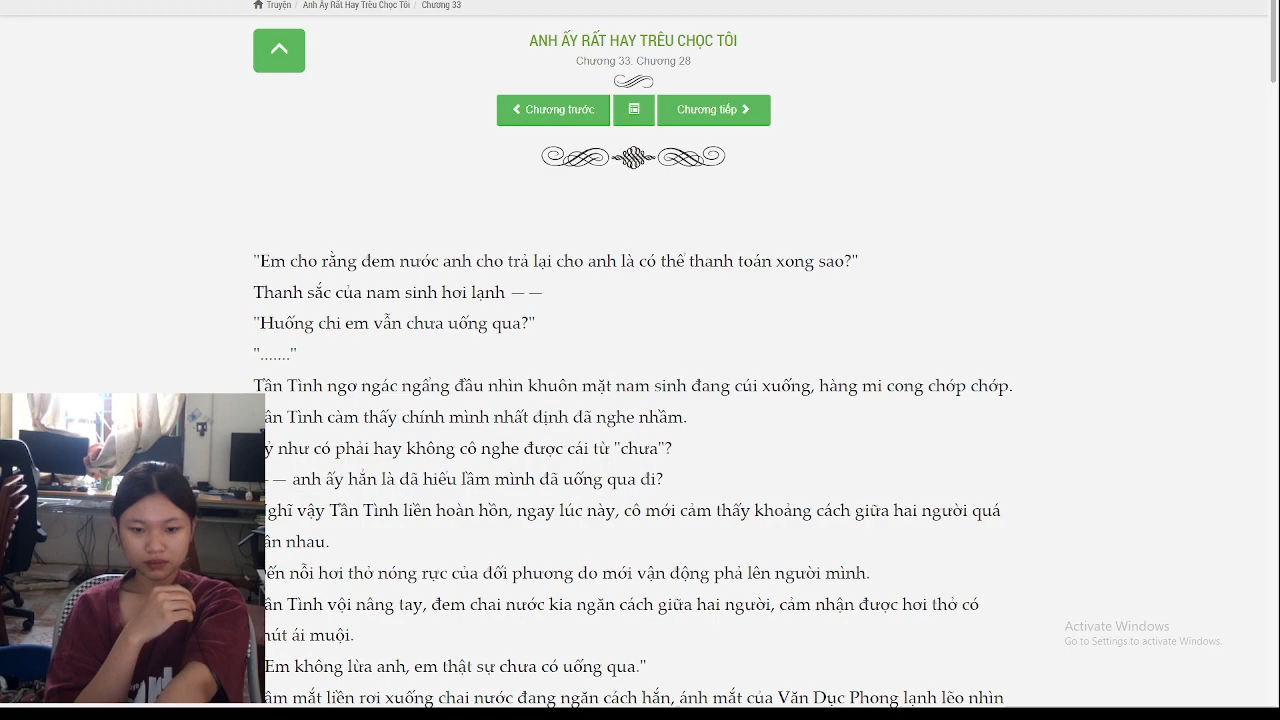 Truyện / Anh Ấy Rất Hay Trêu Chọc Tôi / Chương 33
ANH ẤY RẤT HAY TRÊU CHỌC TÔI
Chương 33. Chương 28
Chương trước
Chương tiếp
"Em cho rằng đem nước anh cho trả lại cho anh là có thể thanh toán xong sao?"
Thanh sắc của nam sinh hơi lạnh ——
"Huống chi em vẫn chưa uống qua?"
"......."
Tần Tình ngơ ngác ngẩng đầu nhìn khuôn mặt nam sinh đang cúi xuống, hàng mi cong chớp chớp.
Tình càm thấy chính mình nhất định đã nghe nhầm.
như có phải hay không cô nghe được cái từ "chưa"?
— anh ấy hẳn là đã hiểu lầm mình đã uống qua đi?
vậy Tần Tình liền hoàn hồn, ngay lúc này, cô mới cảm thấy khoảng cách giữa hai người quá
nhau.
nỗi hơi thở nóng rực của đối phương do mới vận động phả lên người mình.
Tình vội nâng tay, đem chai nước kia ngăn cách giữa hai người, cảm nhận được hơi thở có
ái muội.
Em không lừa anh, em thật sự chưa có uống qua."
mắt liền rơi xuống chai nước đang ngăn cách hắn, ánh mắt của Văn Dục Phong lạnh lẽo nhìn
Activate Windows
Go to Settings to activate Windows.